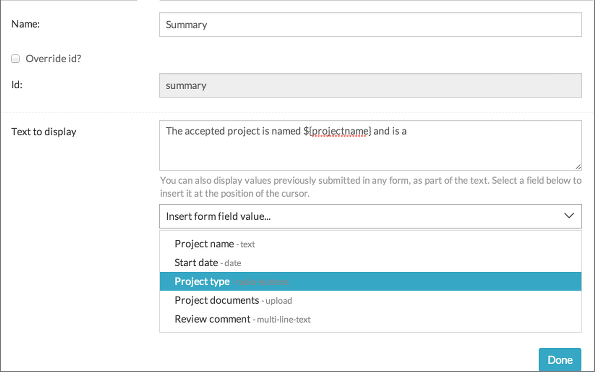 Name:
Summary
Override id?
Id:
summary
Text to display
The accepted project is named ${projectname} and is a
You can also display values previously submitted in any form, as part of the text. Select a field below to
insert it at the position of the cursor.
Insert form field value...
Project name - text
Start date - date
Project type
Project documents - upload
Review comment - multi-line-text
Done